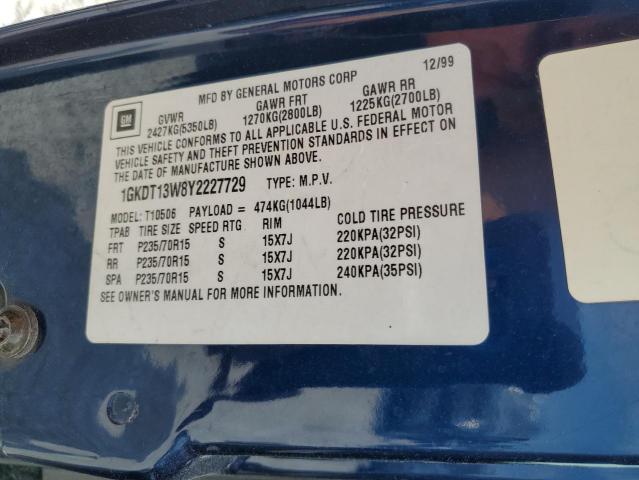 MFD BY GENERAL MOTORS CORP 12/99
GM GVWR GAWR FRT GAWR RR
2427KG(5350LB) 1270KG(2800LB) 1225KG(2700LB)
THIS VEHICLE CONFORMS TO ALL APPLICABLE U.S. FEDERAL MOTOR
VEHICLE SAFETY AND THEFT PREVENTION STANDARDS IN EFFECT ON
THE DATE OF MANUFACTURE SHOWN ABOVE.
1GKDT13W8Y2227729 TYPE: M.P.V.
MODEL: T10506 PAYLOAD = 474KG(1044LB)
TPAB TIRE SIZE SPEED RTG RIM COLD TIRE PRESSURE
FRT P235/70R15 S 15X7J 220KPA(32PSI)
RR P235/70R15 S 15X7J 220KPA(32PSI)
SPA P235/70R15 S 15X7J 240KPA(35PSI)
SEE OWNER'S MANUAL FOR MORE INFORMATION.